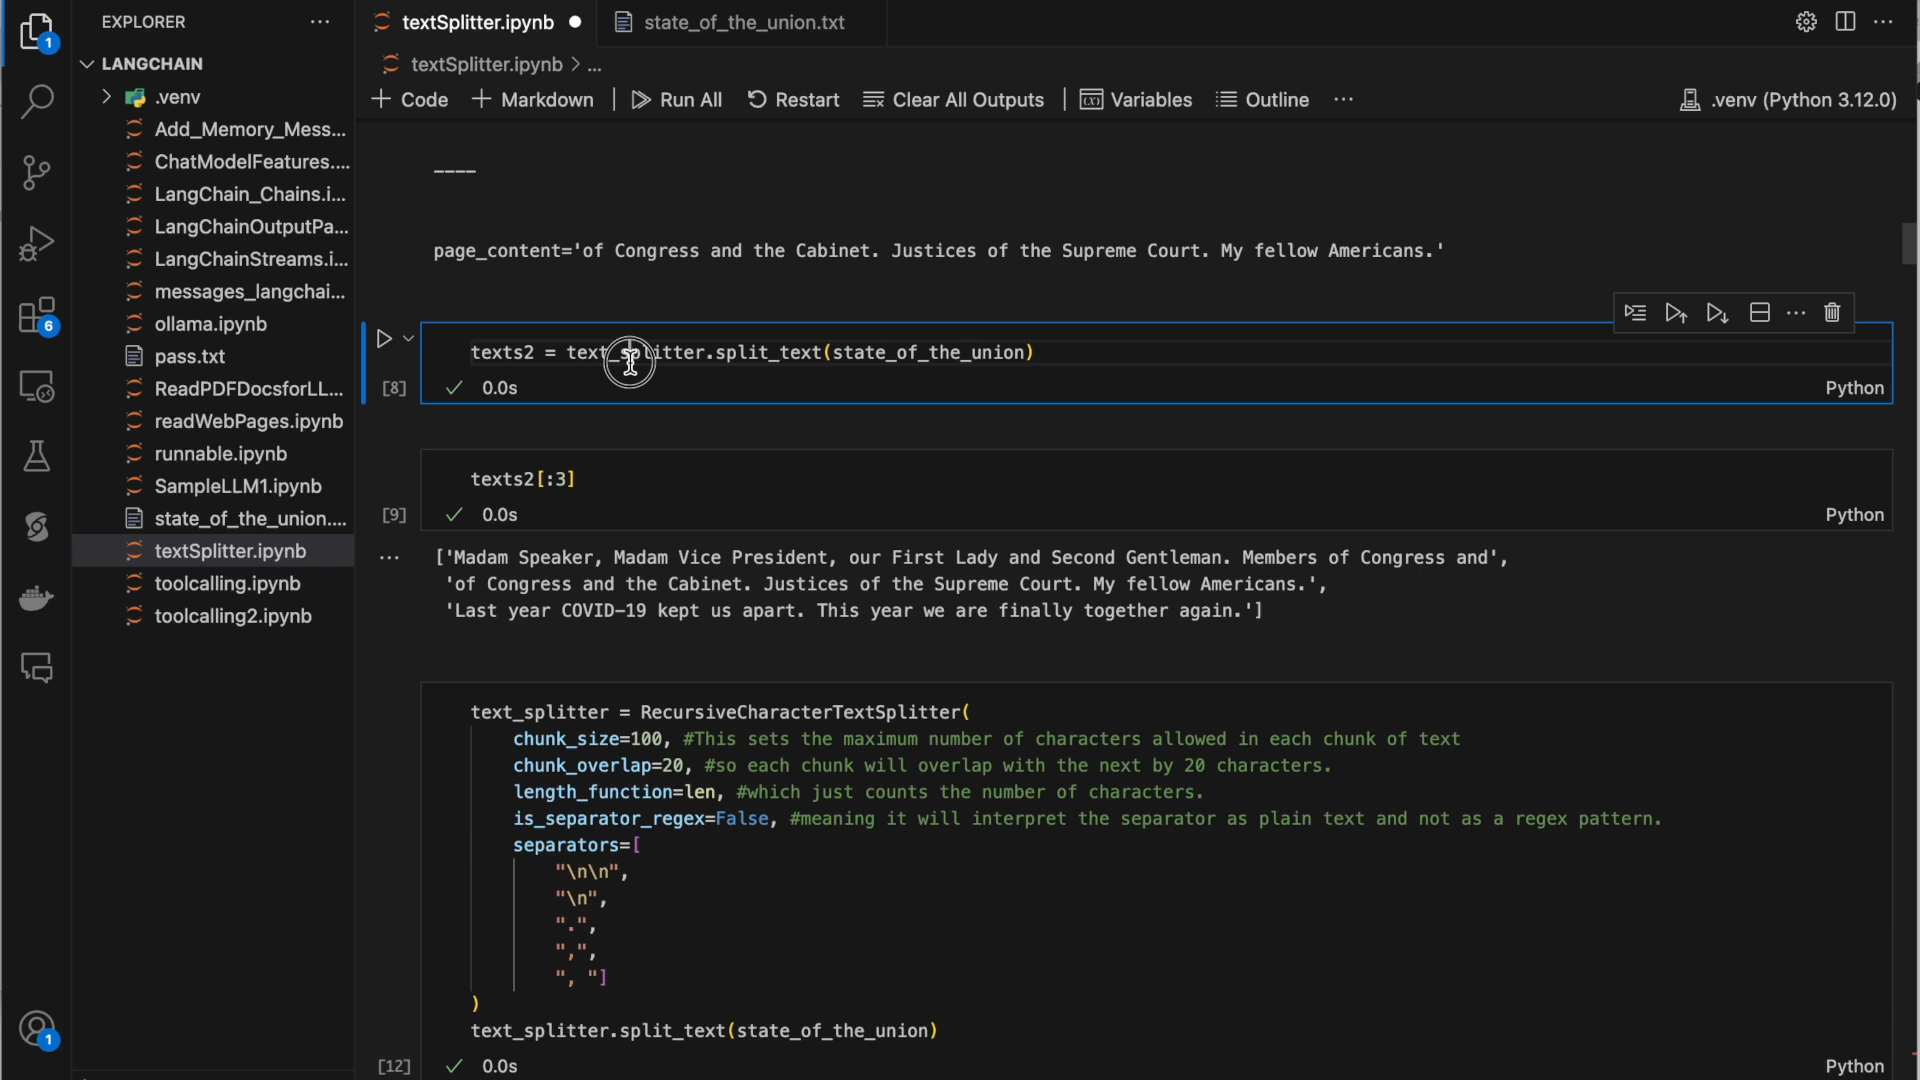 EXPLORER
textSplitter.ipynb
state_of_the_union.txt
LANGCHAIN
textSplitter.ipynb > ...
.venv
Code
Markdown
Run All
Restart
Clear All Outputs
Variables
Outline
.venv (Python 3.12.0)
Add_Memory_Mess...
ChatModelFeatures....
LangChain_Chains.i...
LangChainOutputPa...
LangChainStreams.i...
messages_langchai...
ollama.ipynb
pass.txt
ReadPDFDocsforLL...
readWebPages.ipynb
runnable.ipynb
SampleLLM1.ipynb
state_of_the_union....
textSplitter.ipynb
toolcalling.ipynb
toolcalling2.ipynb
1
6
1
----
page_content='of Congress and the Cabinet. Justices of the Supreme Court. My fellow Americans.'
texts2 = text_splitter.split_text(state_of_the_union)
[8] 0.0s Python
texts2[:3]
[9] 0.0s Python
['Madam Speaker, Madam Vice President, our First Lady and Second Gentleman. Members of Congress and',
'of Congress and the Cabinet. Justices of the Supreme Court. My fellow Americans.',
'Last year COVID-19 kept us apart. This year we are finally together again.']
text_splitter = RecursiveCharacterTextSplitter(
chunk_size=100, #This sets the maximum number of characters allowed in each chunk of text
chunk_overlap=20, #so each chunk will overlap with the next by 20 characters.
length_function=len, #which just counts the number of characters.
is_separator_regex=False, #meaning it will interpret the separator as plain text and not as a regex pattern.
separators=[
"\n\n",
"\n",
".",
",",
", "]
)
text_splitter.split_text(state_of_the_union)
[12] 0.0s Python